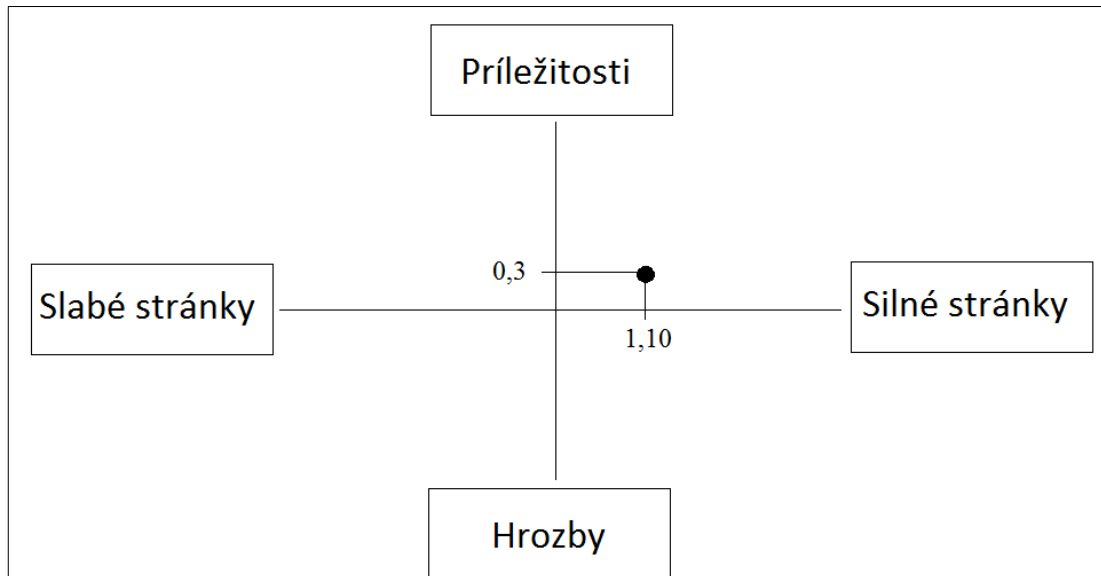 Príležitosti
0,3
Slabé stránky
Silné stránky
1,10
Hrozby